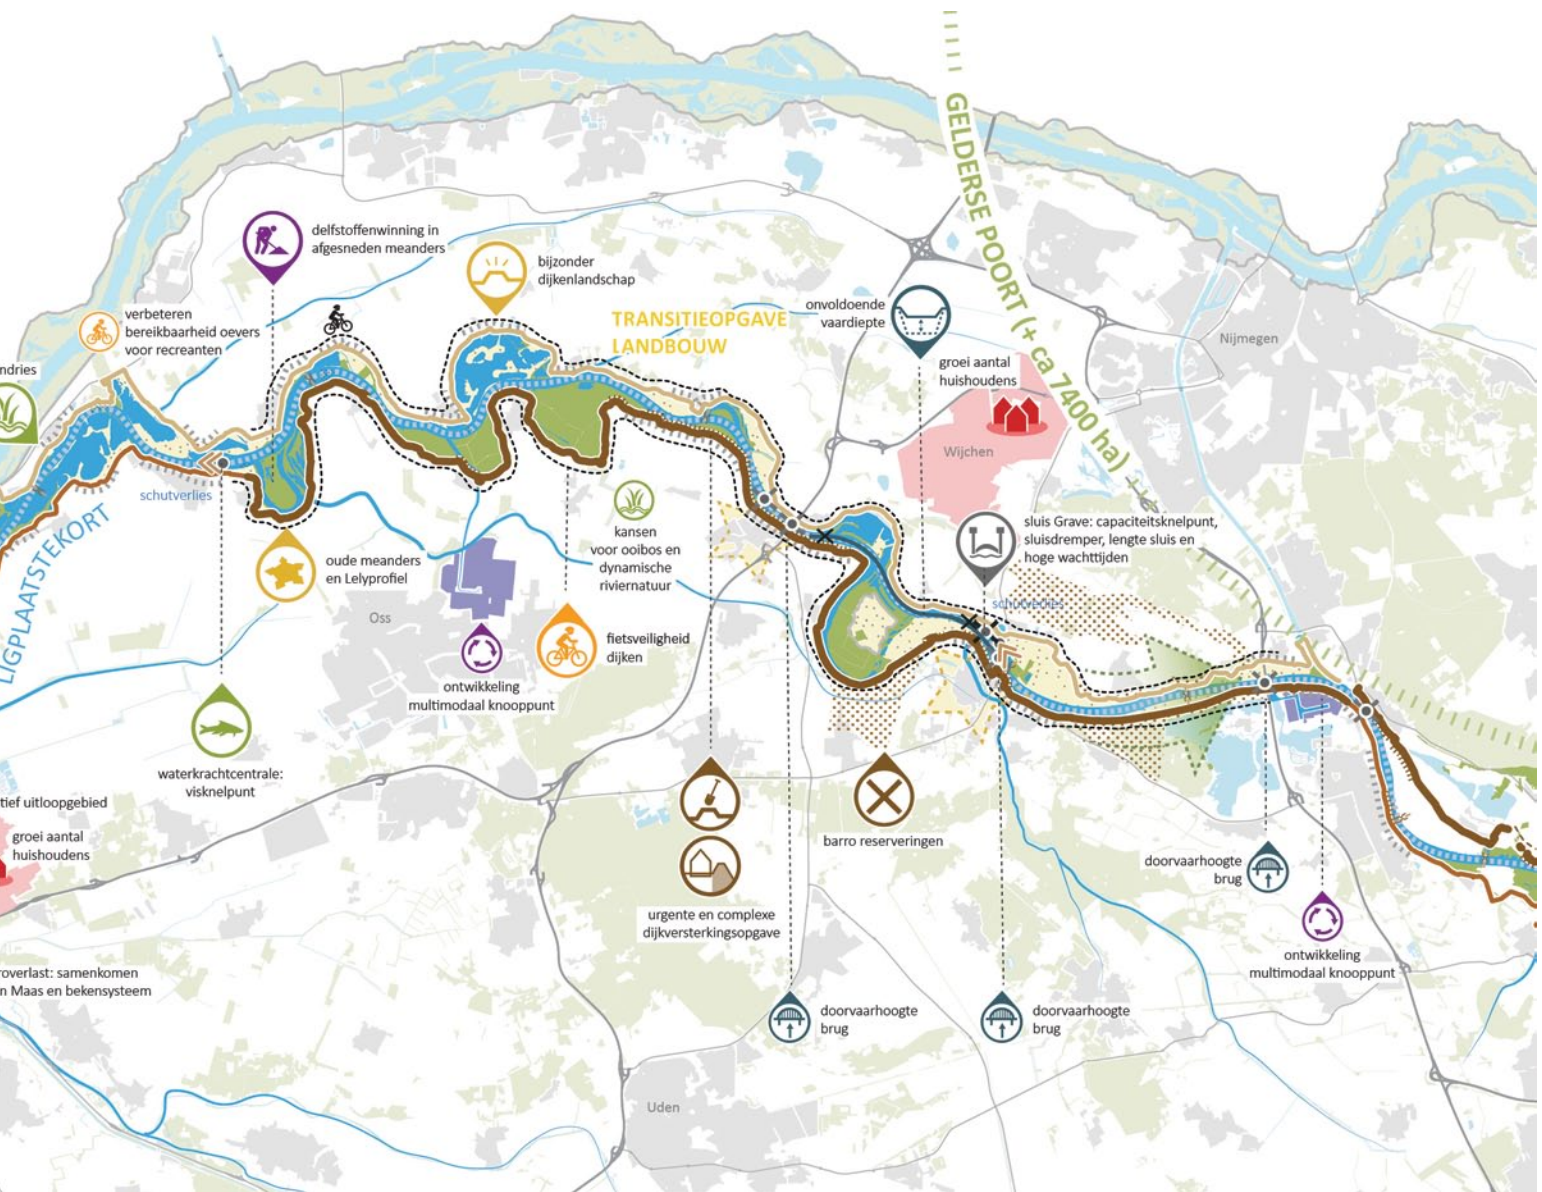 GELDERSE POORT (+ ca 7400 ha)
delfstoffenwinning in
afgesneden meanders
bijzonder
dijkenlandschap
verbeteren
bereikbaarheid oevers
voor recreanten
TRANSITIEOPGAVE
LANDBOUW
onvoldoende
vaardiepte
Nijmegen
groei aantal
huishoudens
ndries
Wijchen
schutverlies
LIGPLAATSTEKORT
kansen
voor ooibos en
dynamische
riviernatuur
sluis Grave: capaciteitsknelpunt,
sluisdremper, lengte sluis en
hoge wachttijden
schutverlies
oude meanders
en Lelyprofiel
Oss
fietsveiligheid
dijken
ontwikkeling
multimodaal knooppunt
waterkrachtcentrale:
visknelpunt
tief uitloopgebied
groei aantal
huishoudens
barro reserveringen
doorvaarhoogte
brug
urgente en complexe
dijkversterkingsopgave
ontwikkeling
multimodaal knooppunt
roverlast: samenkomen
n Maas en bekensysteem
doorvaarhoogte
brug
doorvaarhoogte
brug
Uden